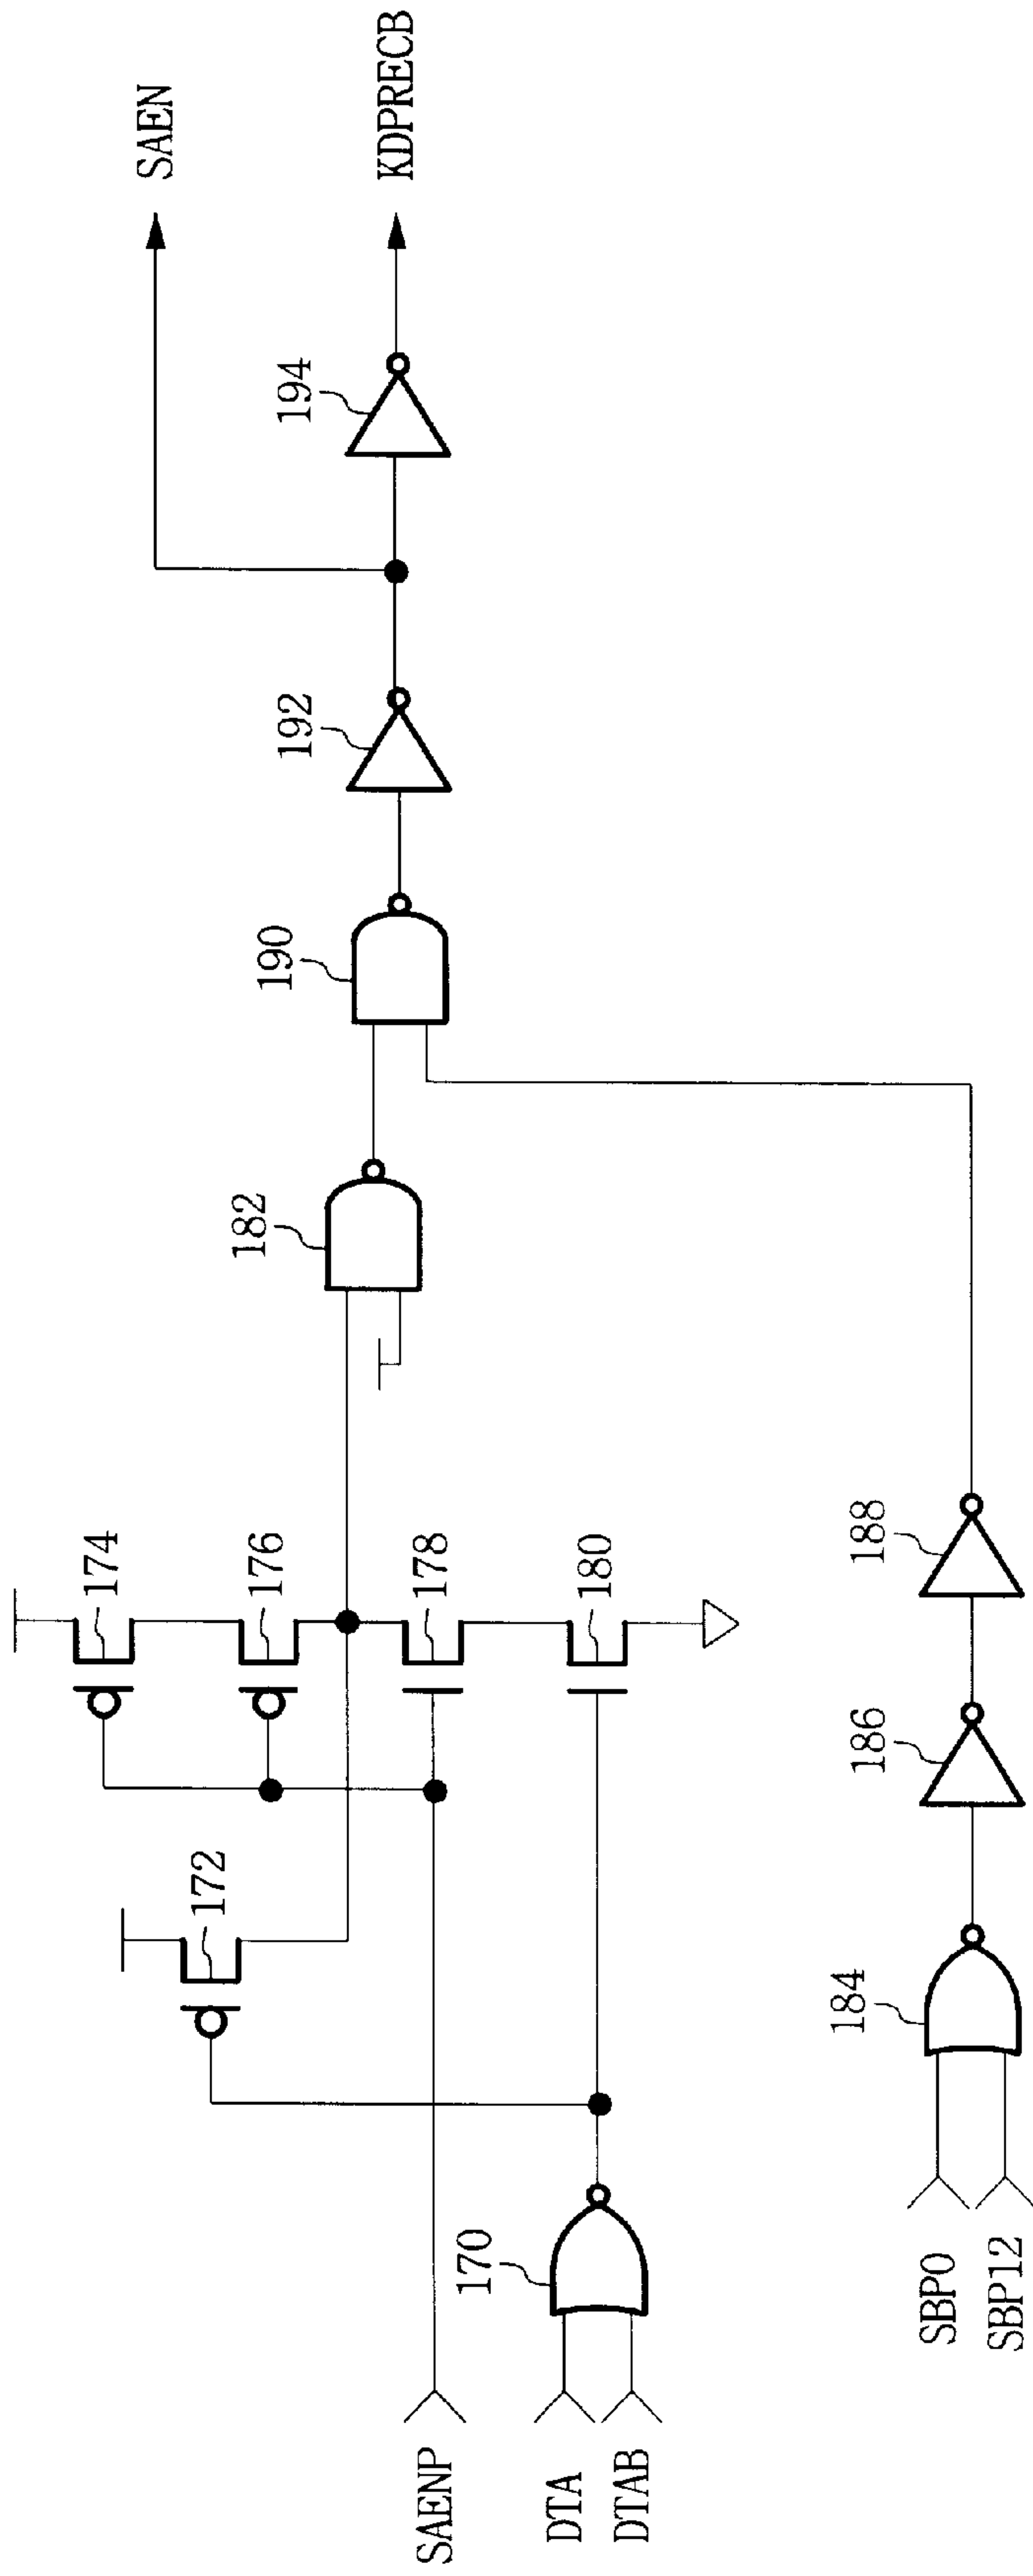 SAEN
KDPRECB
194
192
190
182
174
176
178
180
172
188
186
184
170
SAENP
DTA
DTAB
SBP0
SBP12